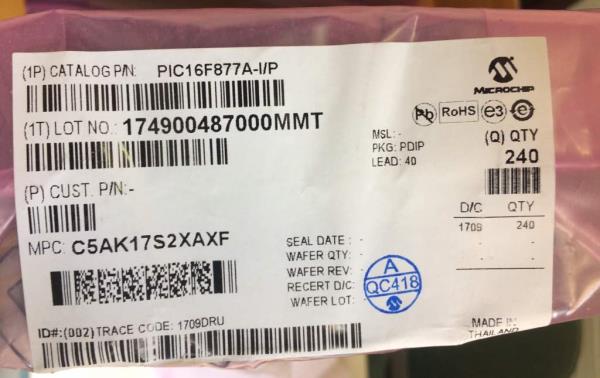 (1P) CATALOG P/N: PIC16F877A-I/P
MICROCHIP
(1T) LOT NO.: 174900487000MMT
Pb RoHS e3 e
MSL: -
PKG: PDIP
LEAD: 40
(Q) QTY
240
(P) CUST. P/N:-
D/C QTY
1709 240
- -
- -
MPC: C5AK17S2XAXF
SEAL DATE : -
WAFER QTY: -
WAFER REV: -
RECERT D/C: -
WAFER LOT:
A
QC418
ID#:(002) TRACE CODE: 1709DRU
MADE IN
THAILAND